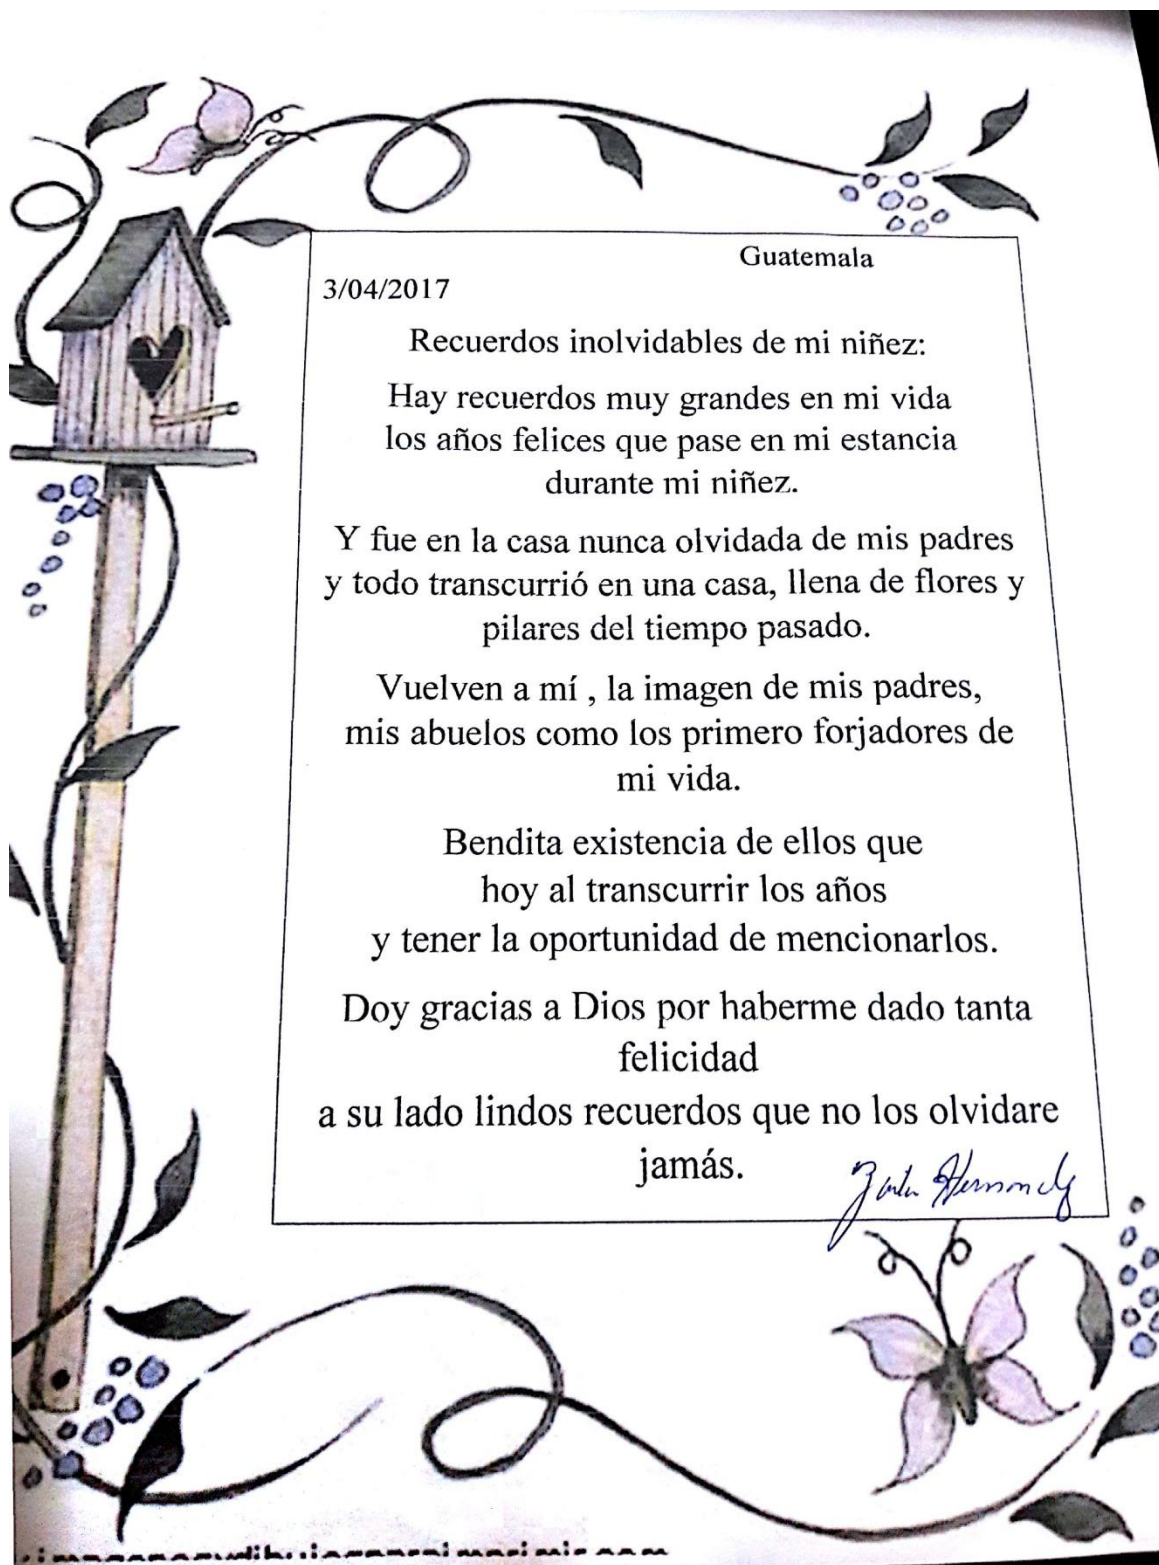 Guatemala
3/04/2017
Recuerdos inolvidables de mi niñez:
Hay recuerdos muy grandes en mi vida
los años felices que pase en mi estancia
durante mi niñez.
Y fue en la casa nunca olvidada de mis padres
y todo transcurrió en una casa, llena de flores y
pilares del tiempo pasado.
Vuelven a mí , la imagen de mis padres,
mis abuelos como los primero forjadores de
mi vida.
Bendita existencia de ellos que
hoy al transcurrir los años
y tener la oportunidad de mencionarlos.
Doy gracias a Dios por haberme dado tanta
felicidad
a su lado lindos recuerdos que no los olvidare
jamás.